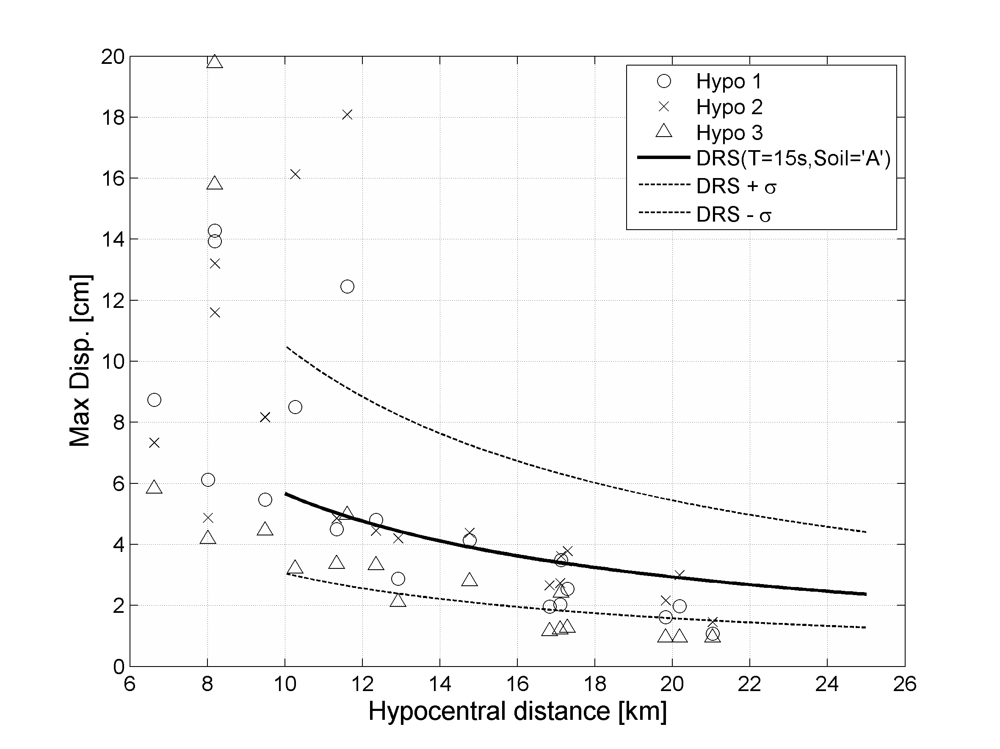 20
18
16
14
12
10
8
6
4
2
0
Max Disp. [cm]
Hypo 1
Hypo 2
Hypo 3
DRS(T=15s,Soil='A')
DRS + σ
DRS - σ
6 8 10 12 14 16 18 20 22 24 26
Hypocentral distance [km]